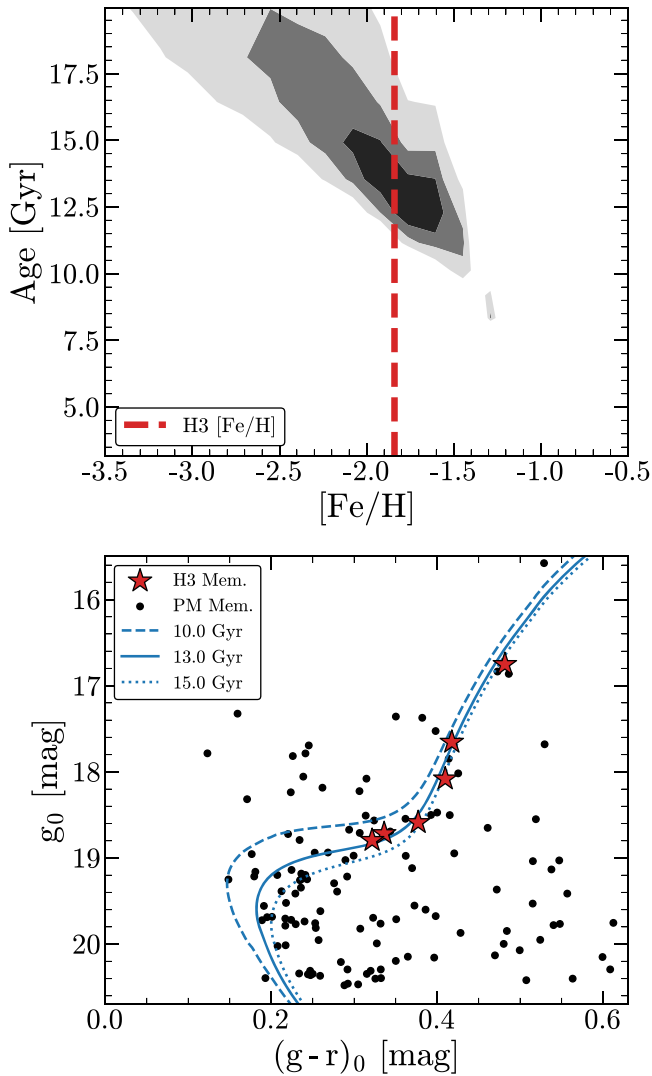 17.5
15.0
12.5
10.0
7.5
5.0
Age [Gyr]
H3 [Fe/H]
-3.5 -3.0 -2.5 -2.0 -1.5 -1.0 -0.5
[Fe/H]
H3 Mem.
PM Mem.
10.0 Gyr
13.0 Gyr
15.0 Gyr
16
17
18
19
20
g0 [mag]
0.0 0.2 0.4 0.6
(g - r)0 [mag]